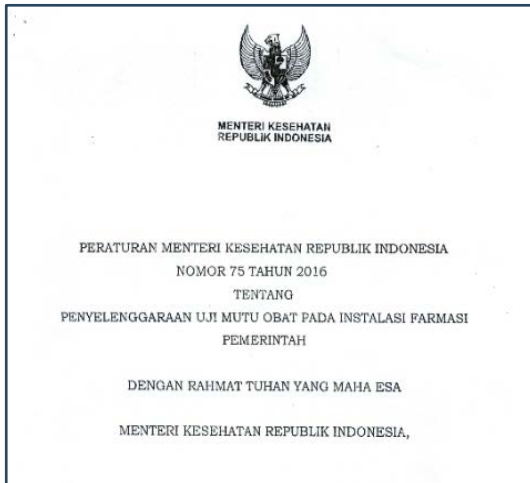 MENTERI KESEHATAN
REPUBLIK INDONESIA
PERATURAN MENTERI KESEHATAN REPUBLIK INDONESIA
NOMOR 75 TAHUN 2016
TENTANG
PENYELENGGARAAN UJI MUTU OBAT PADA INSTALASI FARMASI
PEMERINTAH
DENGAN RAHMAT TUHAN YANG MAHA ESA
MENTERI KESEHATAN REPUBLIK INDONESIA,